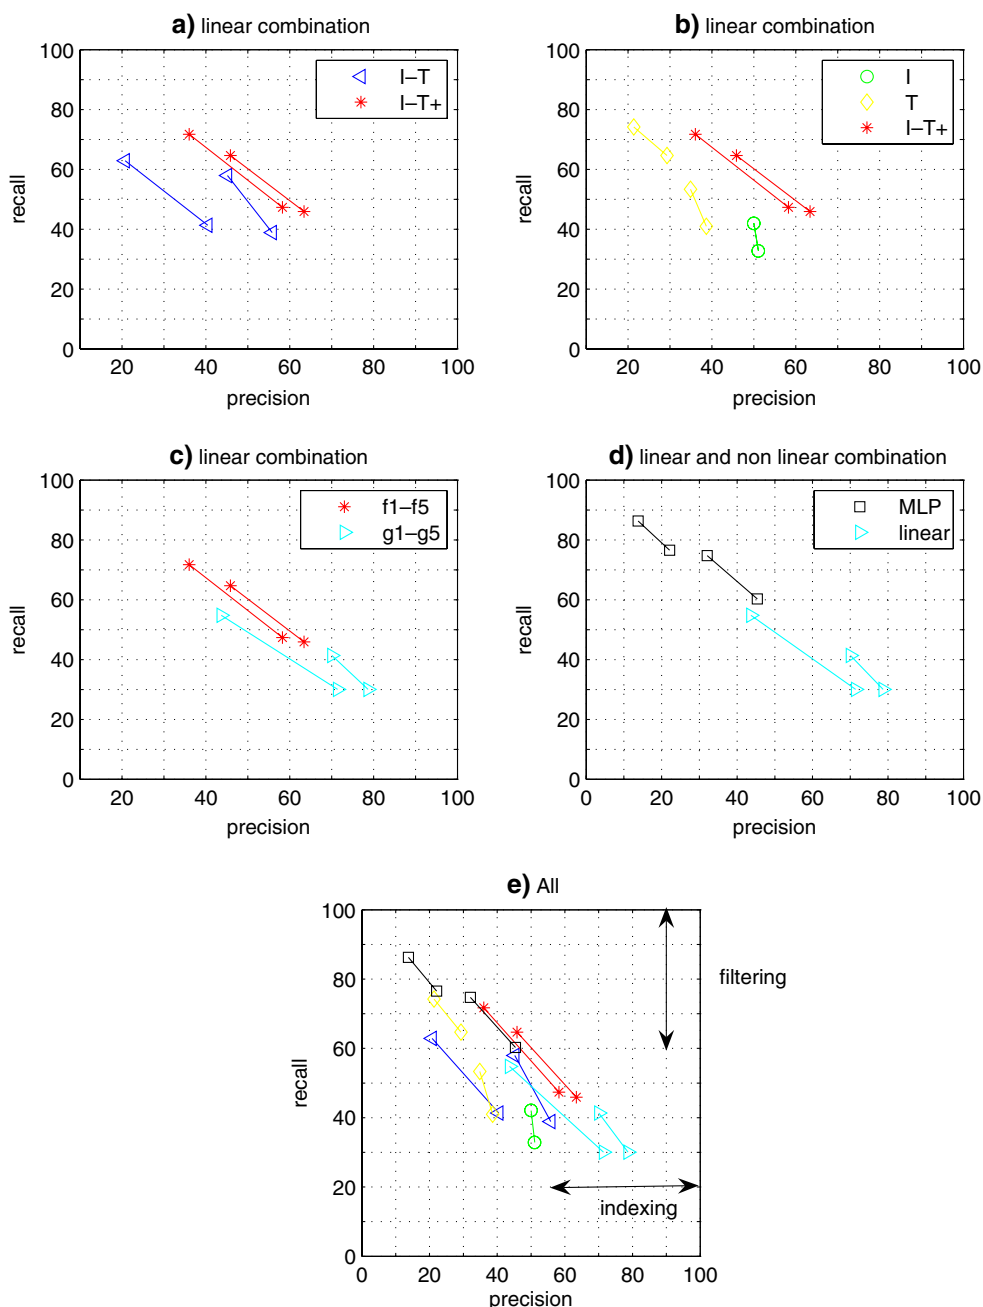 a) linear combination
100
80
60
40
20
0
recall
I–T
I–T+
20 40 60 80 100
precision
b) linear combination
100
80
60
40
20
0
recall
I
T
I–T+
20 40 60 80 100
precision
c) linear combination
100
80
60
40
20
0
recall
f1–f5
g1–g5
20 40 60 80 100
precision
d) linear and non linear combination
100
80
60
40
20
0
recall
MLP
linear
0 20 40 60 80 100
precision
e) All
100
80
60
40
20
0
recall
filtering
indexing
0 20 40 60 80 100
precision